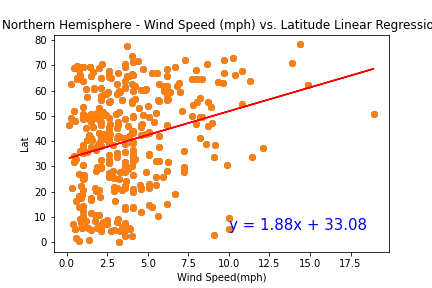 Northern Hemisphere - Wind Speed (mph) vs. Latitude Linear Regressio
80
70
60
50
40
30
20
10
0
Lat
y = 1.88x + 33.08
0.0 2.5 5.0 7.5 10.0 12.5 15.0 17.5
Wind Speed(mph)